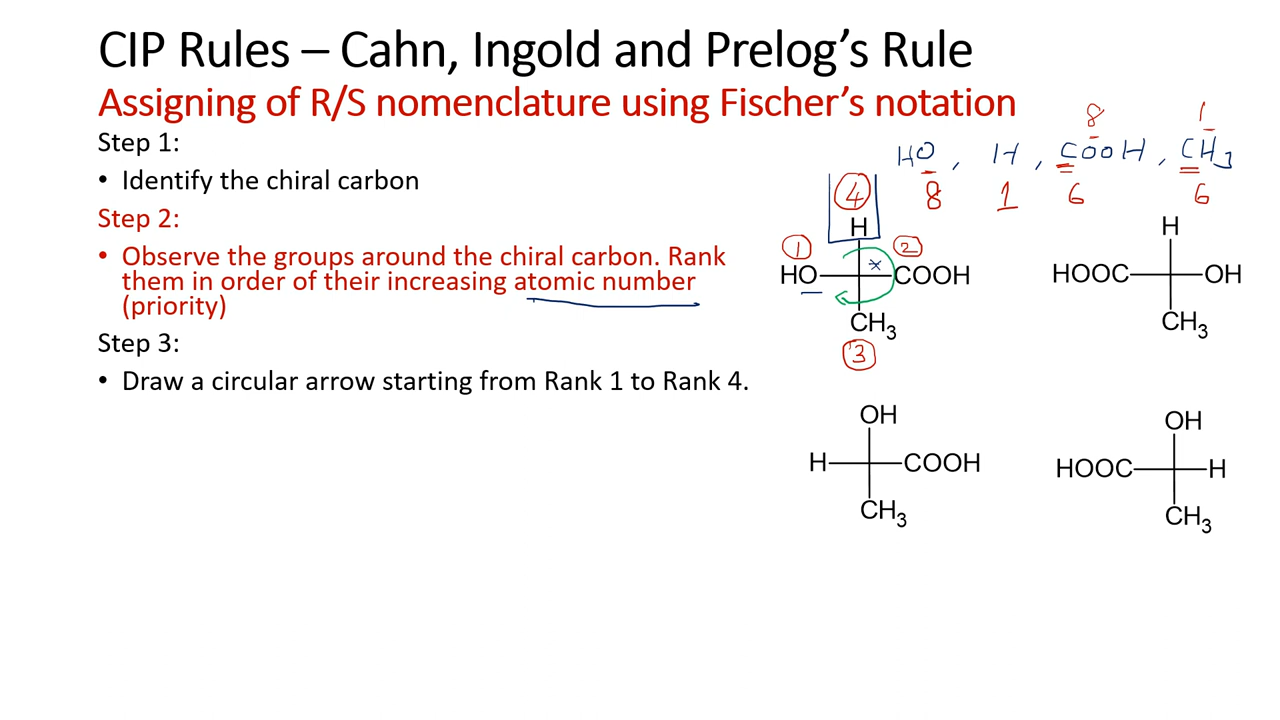 CIP Rules – Cahn, Ingold and Prelog's Rule
Assigning of R/S nomenclature using Fischer's notation
Step 1:
• Identify the chiral carbon
Step 2:
• Observe the groups around the chiral carbon. Rank
them in order of their increasing atomic number
(priority)
Step 3:
• Draw a circular arrow starting from Rank 1 to Rank 4.
8 1
HO, H, COOH, CH3
8 1 6 6
4
H
1 2
HO * COOH
CH3
3
H
HOOC OH
CH3
OH
H COOH
CH3
OH
HOOC H
CH3